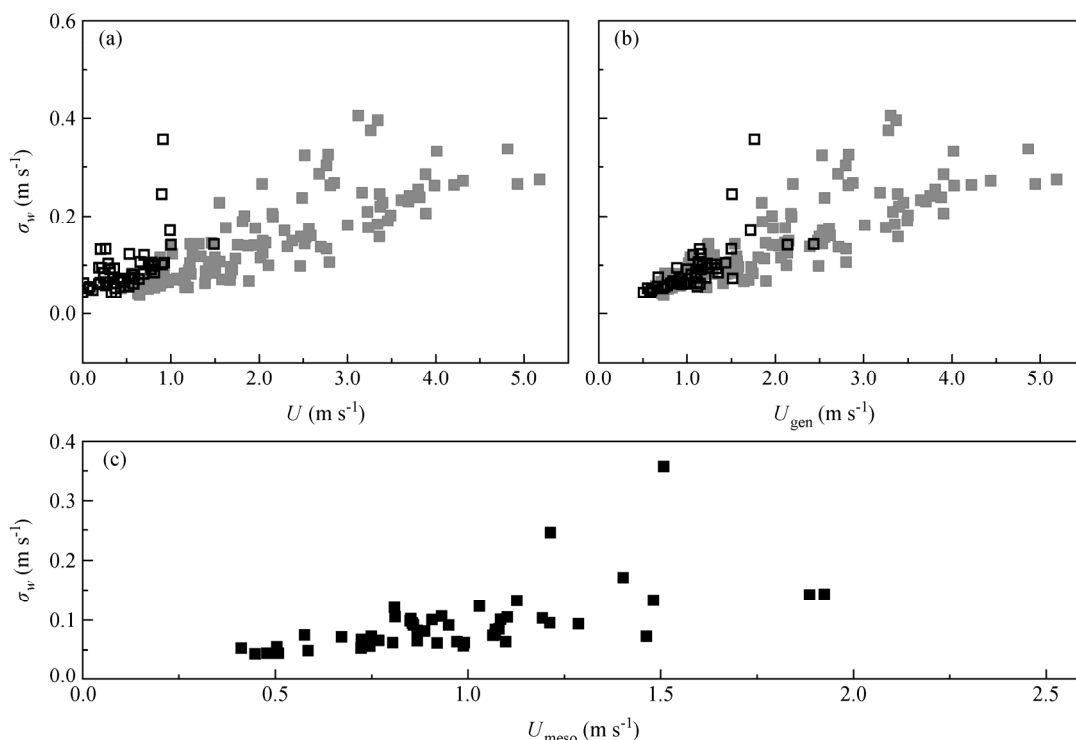 (a)
(b)
0.6
0.4
0.2
0.0
σw (m s⁻¹)
0.0 1.0 2.0 3.0 4.0 5.0
0.0 1.0 2.0 3.0 4.0 5.0
U (m s⁻¹)
Ugen (m s⁻¹)
(c)
0.4
0.3
0.2
0.1
0.0
σw (m s⁻¹)
0.0 0.5 1.0 1.5 2.0 2.5
Umeso (m s⁻¹)